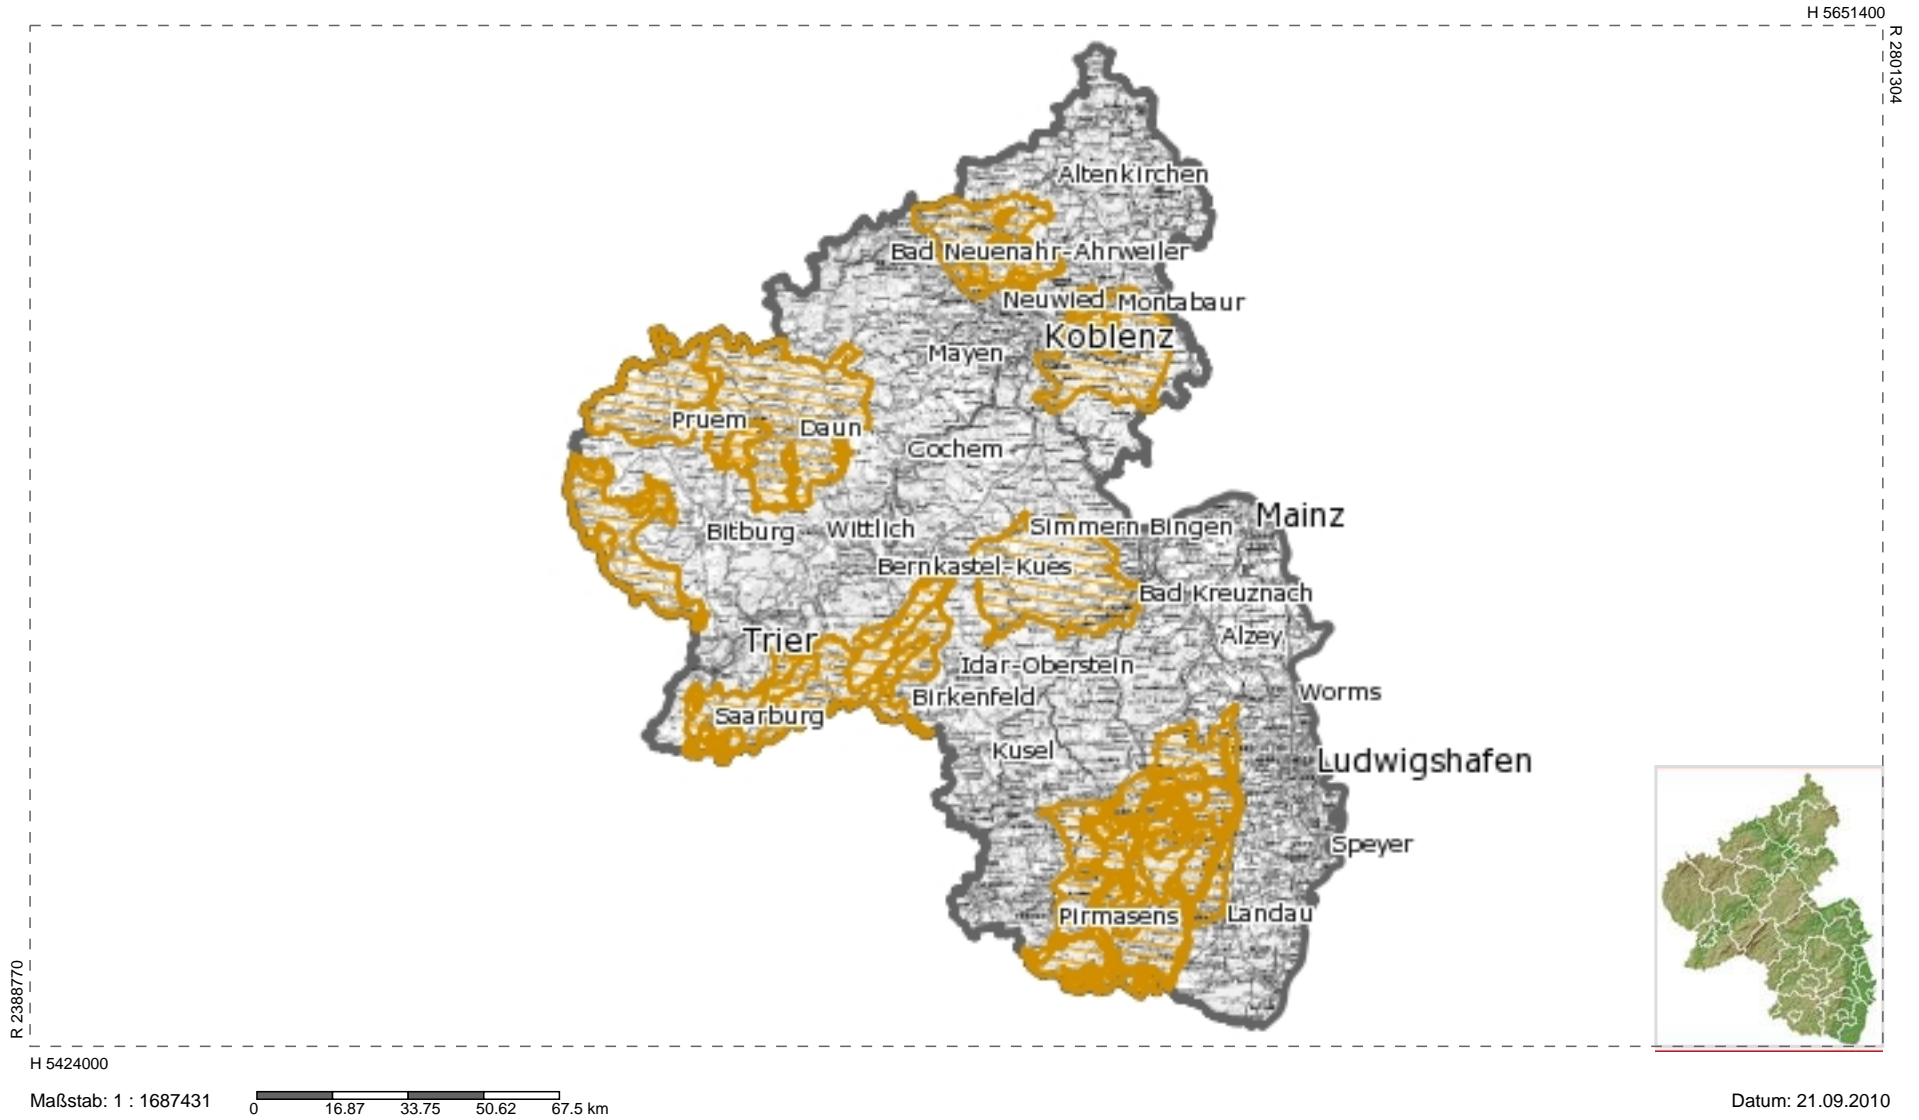 H 5651400
R 2801304
Altenkirchen
Bad Neuenahr-Ahrweiler
Neuwied
Montabaur
Koblenz
Mayen
Pruem
Daun
Cochem
Mainz
Simmern
Bingen
Bitburg
Wittlich
Bernkastel-Kues
Bad Kreuznach
Trier
Alzey
Idar-Oberstein
Birkenfeld
Worms
Saarburg
Kusel
Ludwigshafen
Speyer
Pirmasens
Landau
R 2388770
H 5424000
Maßstab: 1 : 1687431
0 16.87 33.75 50.62 67.5 km
Datum: 21.09.2010